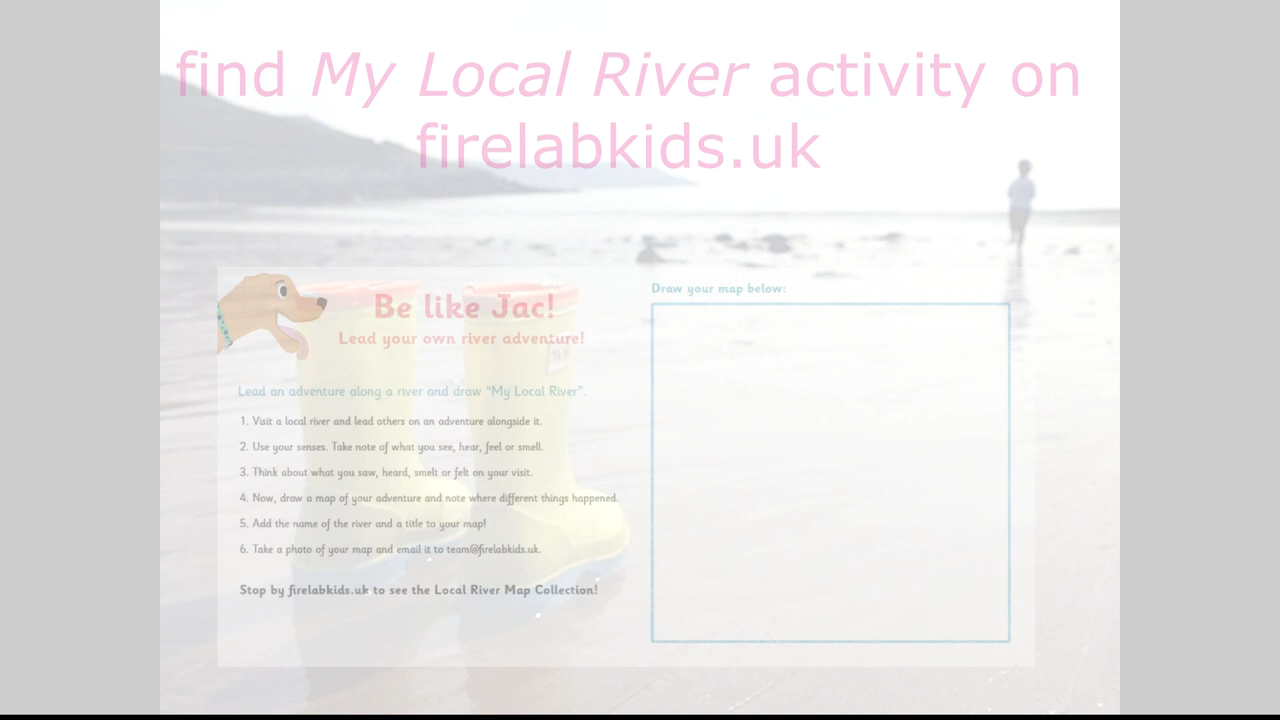 find My Local River activity on
firelabkids.uk
Be like Jac!
Lead your own river adventure!
Lead an adventure along a river and draw “My Local River”.
1. Visit a local river and lead others on an adventure alongside it.
2. Use your senses. Take note of what you see, hear, feel or smell.
3. Think about what you saw, heard, smelt or felt on your visit.
4. Now, draw a map of your adventure and note where different things happened.
5. Add the name of the river and a title to your map!
6. Take a photo of your map and email it to team@firelabkids.uk.
Stop by firelabkids.uk to see the Local River Map Collection!
Draw your map below: